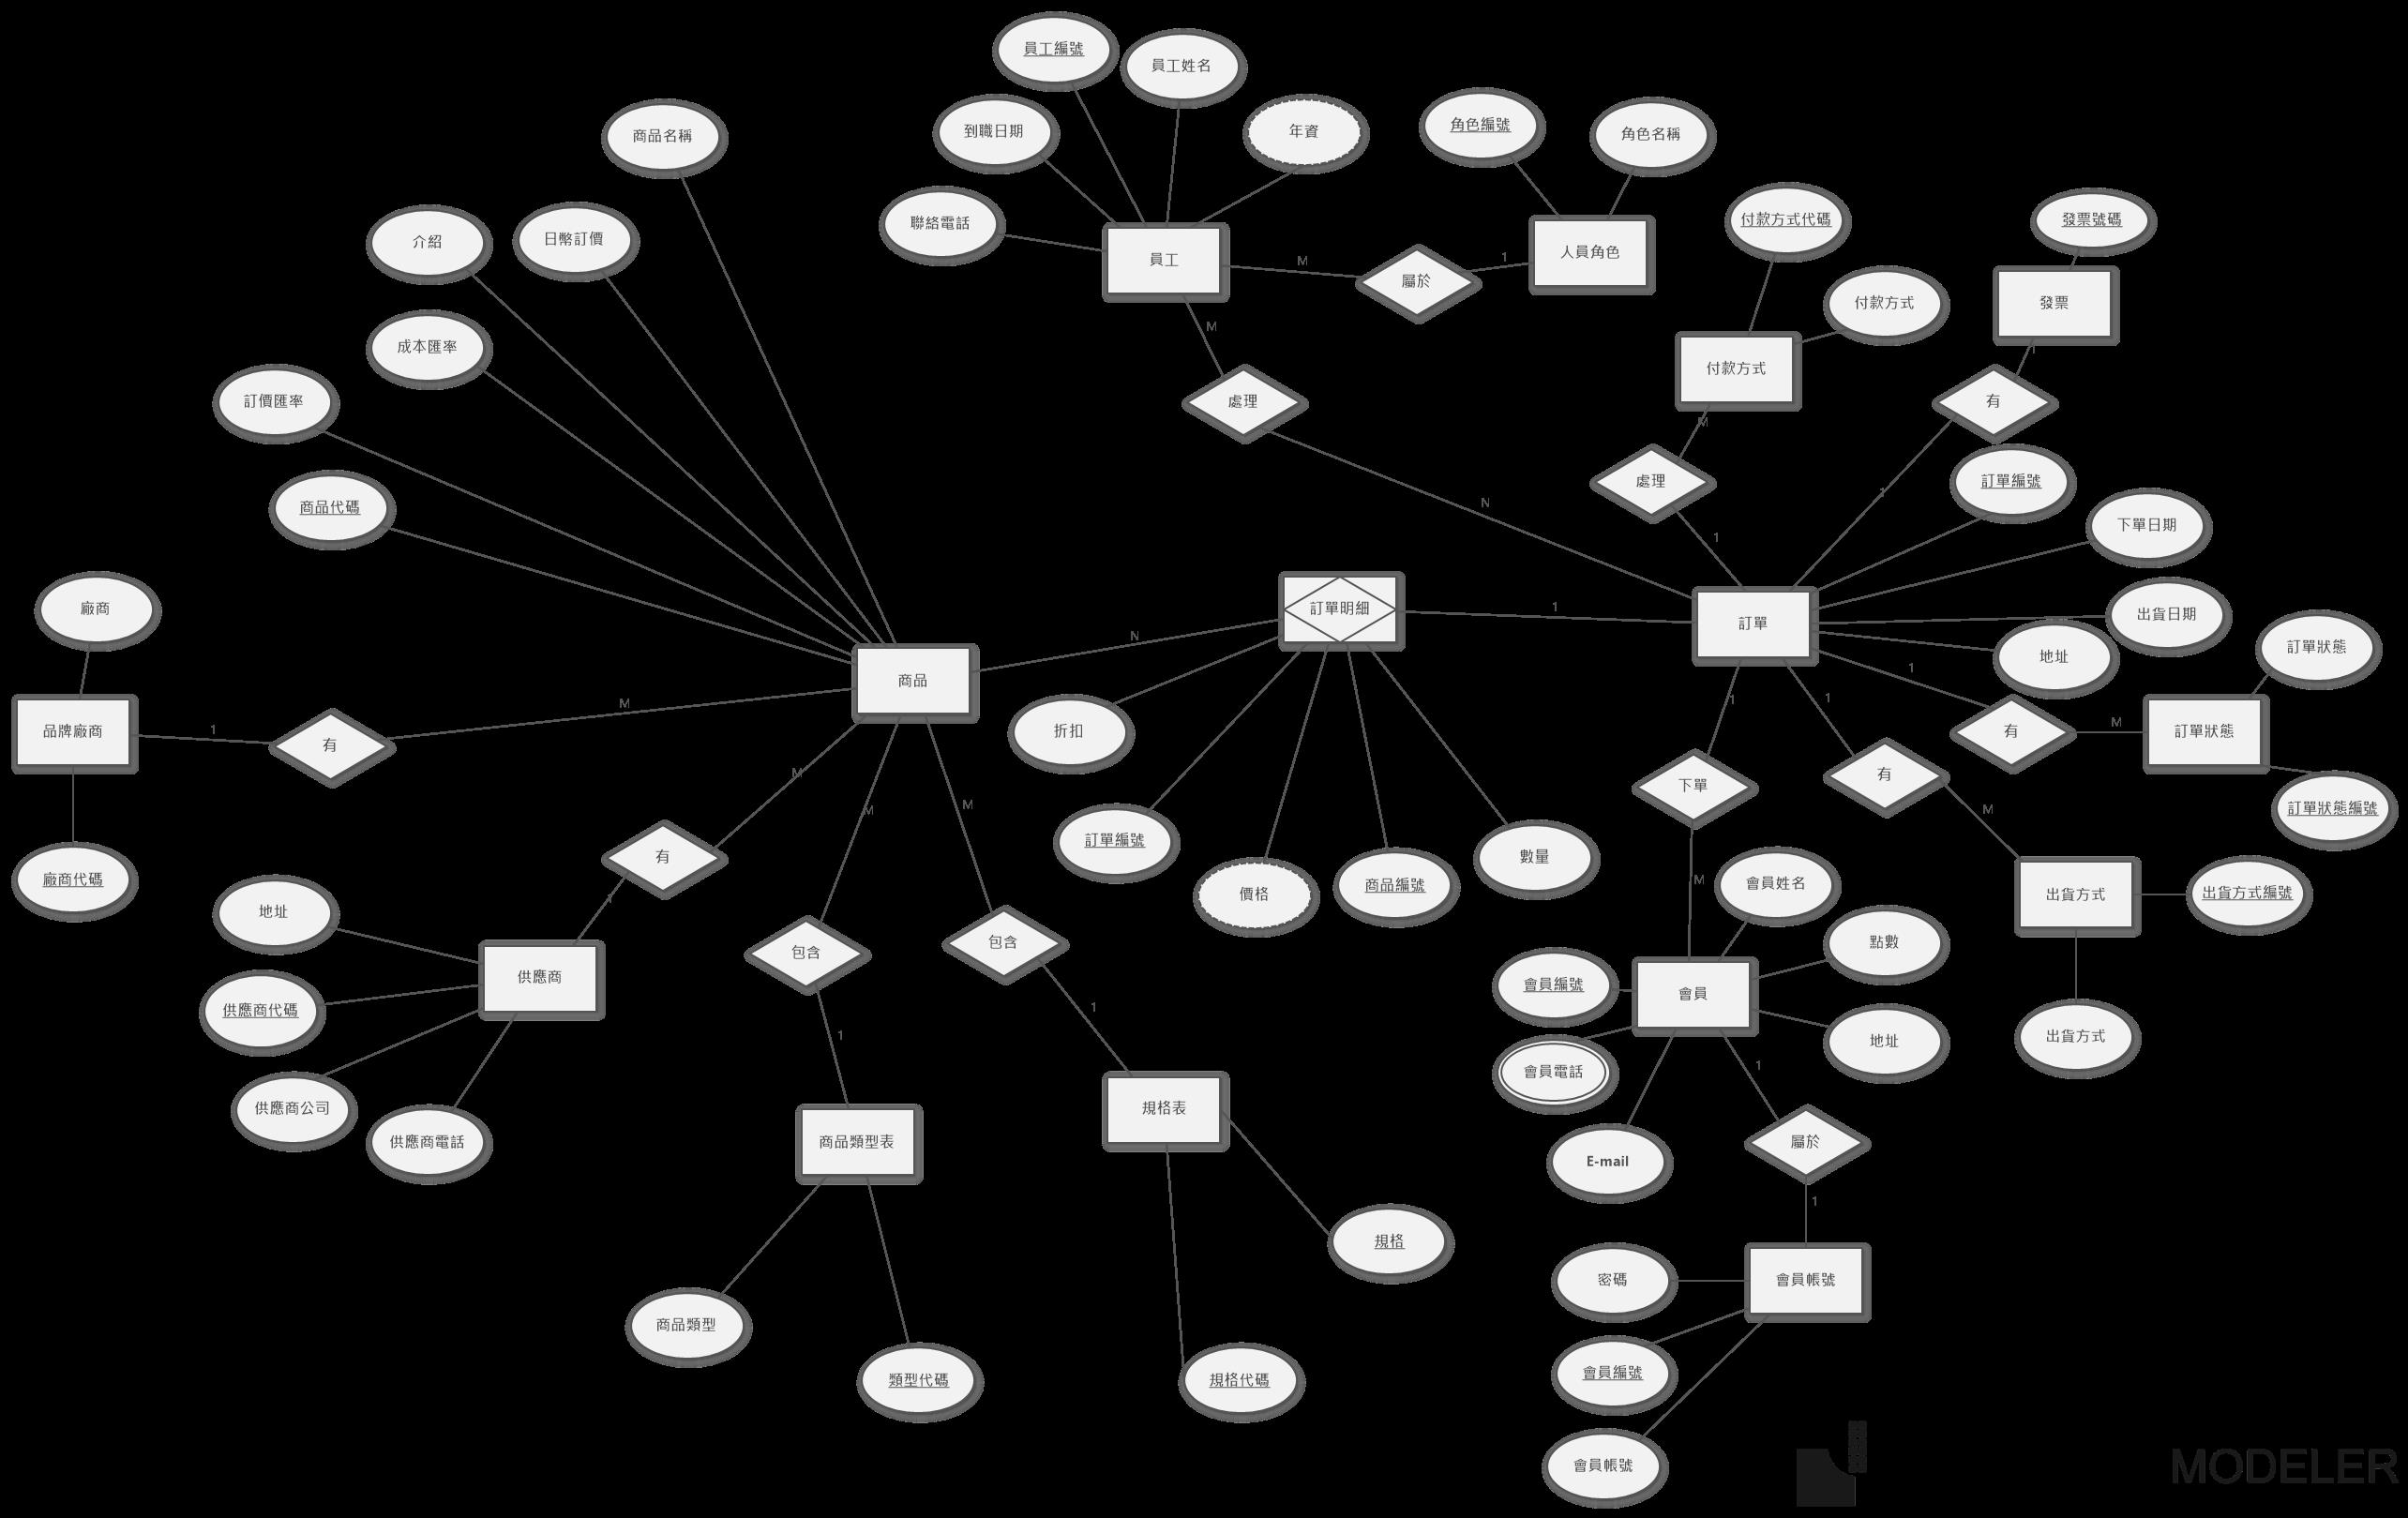 員工編號
員工姓名
到職日期
年資
聯絡電話
員工
M
屬於
1
人員角色
角色編號
角色名稱
商品名稱
介紹
日幣訂價
成本匯率
訂價匯率
商品代碼
付款方式代碼
付款方式
付款方式
M
處理
1
發票號碼
發票
1
有
1
M
處理
N
訂單編號
下單日期
出貨日期
地址
訂單
1
訂單明細
N
商品
廠商
品牌廠商
1
有
M
廠商代碼
折扣
訂單編號
價格
商品編號
數量
1
有
M
訂單狀態
訂單狀態
訂單狀態編號
1
下單
M
1
有
M
出貨方式
出貨方式編號
出貨方式
M
有
1
地址
供應商
供應商代碼
供應商公司
供應商電話
M
包含
1
商品類型表
商品類型
類型代碼
M
包含
1
規格表
規格
規格代碼
會員姓名
點數
會員編號
會員
會員電話
地址
E-mail
1
屬於
1
密碼
會員帳號
會員編號
會員帳號
MODELER